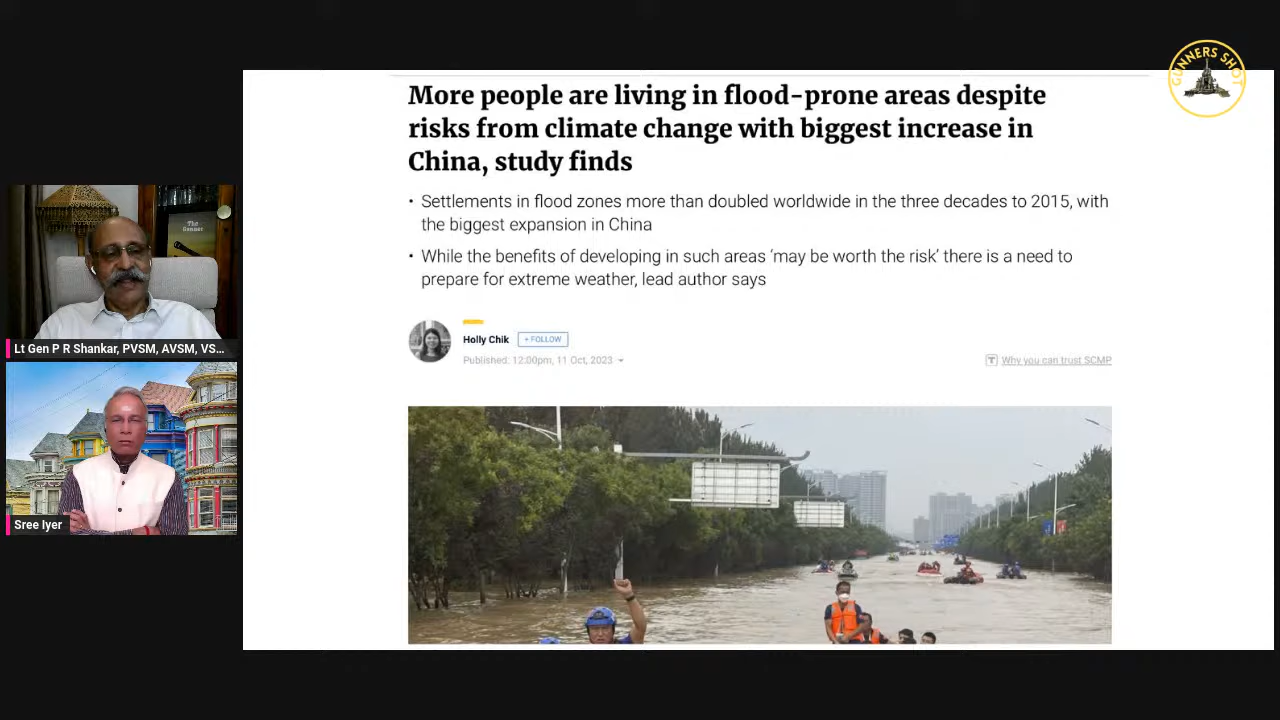 GUNNERS SHOT
More people are living in flood-prone areas despite
risks from climate change with biggest increase in
China, study finds
• Settlements in flood zones more than doubled worldwide in the three decades to 2015, with
the biggest expansion in China
• While the benefits of developing in such areas ‘may be worth the risk’ there is a need to
prepare for extreme weather, lead author says
Holly Chik
+ FOLLOW
Published: 12:00pm, 11 Oct, 2023
Why you can trust SCMP
The
Gunner
Lt Gen P R Shankar, PVSM, AVSM, VS...
Sree Iyer